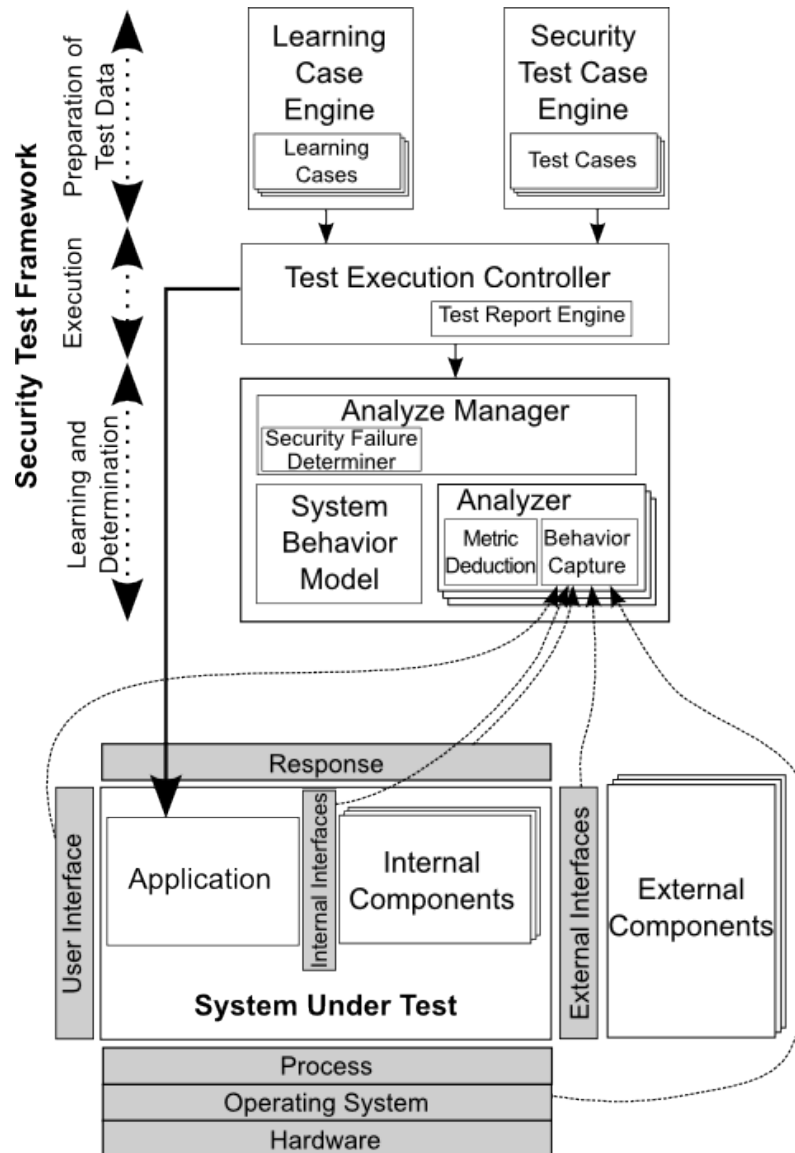 Security Test Framework
Preparation of
Test Data
Execution
Learning and
Determination
Learning
Case
Engine
Learning
Cases
Security
Test Case
Engine
Test Cases
Test Execution Controller
Test Report Engine
Analyze Manager
Security Failure
Determiner
System
Behavior
Model
Analyzer
Metric
Deduction
Behavior
Capture
Response
User Interface
Application
Internal Interfaces
Internal
Components
System Under Test
External Interfaces
External
Components
Process
Operating System
Hardware